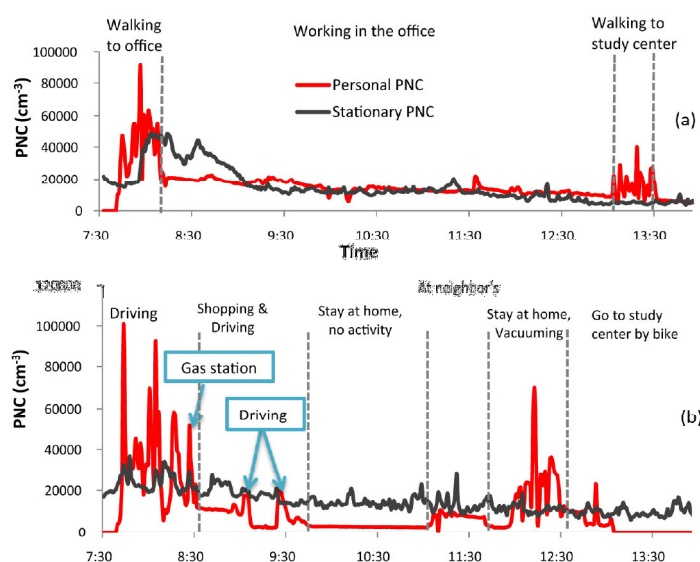 Walking
to office
Working in the office
Walking to
study center
100000
80000
60000
40000
20000
0
PNC (cm-3)
Personal PNC
Stationary PNC
(a)
7:30
8:30
9:30
10:30
11:30
12:30
13:30
Time
120000
100000
80000
60000
40000
20000
0
PNC (cm-3)
Driving
Shopping &
Driving
Stay at home,
no activity
At neighbor's
Stay at home,
Vacuuming
Go to study
center by bike
Gas station
Driving
(b)
7:30
8:30
9:30
10:30
11:30
12:30
13:30